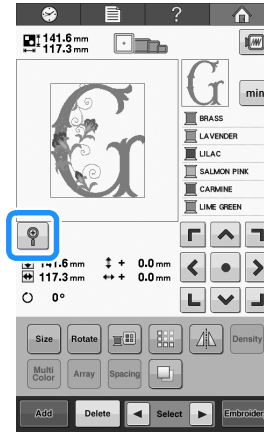 ?
141.6 mm
117.3 mm
G
G
min
BRASS
LAVENDER
LILAC
SALMON PINK
CARMINE
LIME GREEN
141.6 mm + 0.0 mm
117.3 mm + 0.0 mm
0°
Size Rotate Density
Multi Color Array Spacing
Add Delete Select Embroider